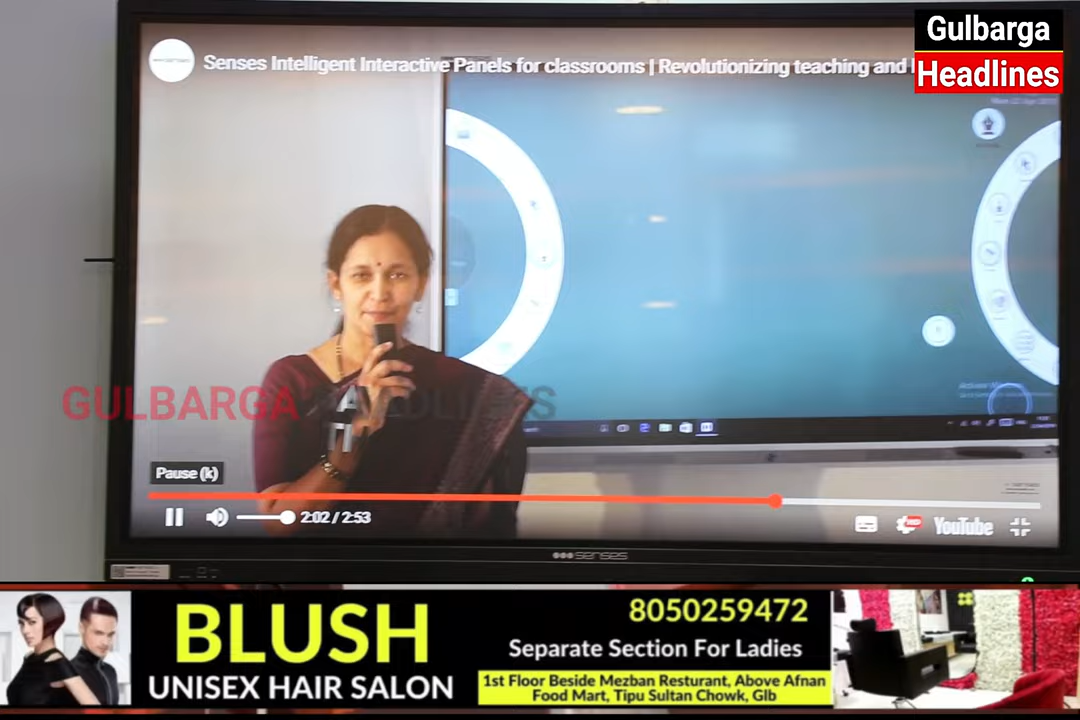 Gulbarga
Headlines
Senses Intelligent Interactive Panels for classrooms | Revolutionizing teaching and
GULBARGA HEADLINES
Pause (k)
2:02 / 2:53
YouTube
senses
BLUSH
UNISEX HAIR SALON
8050259472
Separate Section For Ladies
1st Floor Beside Mezban Resturant, Above Afnan
Food Mart, Tipu Sultan Chowk, Glb